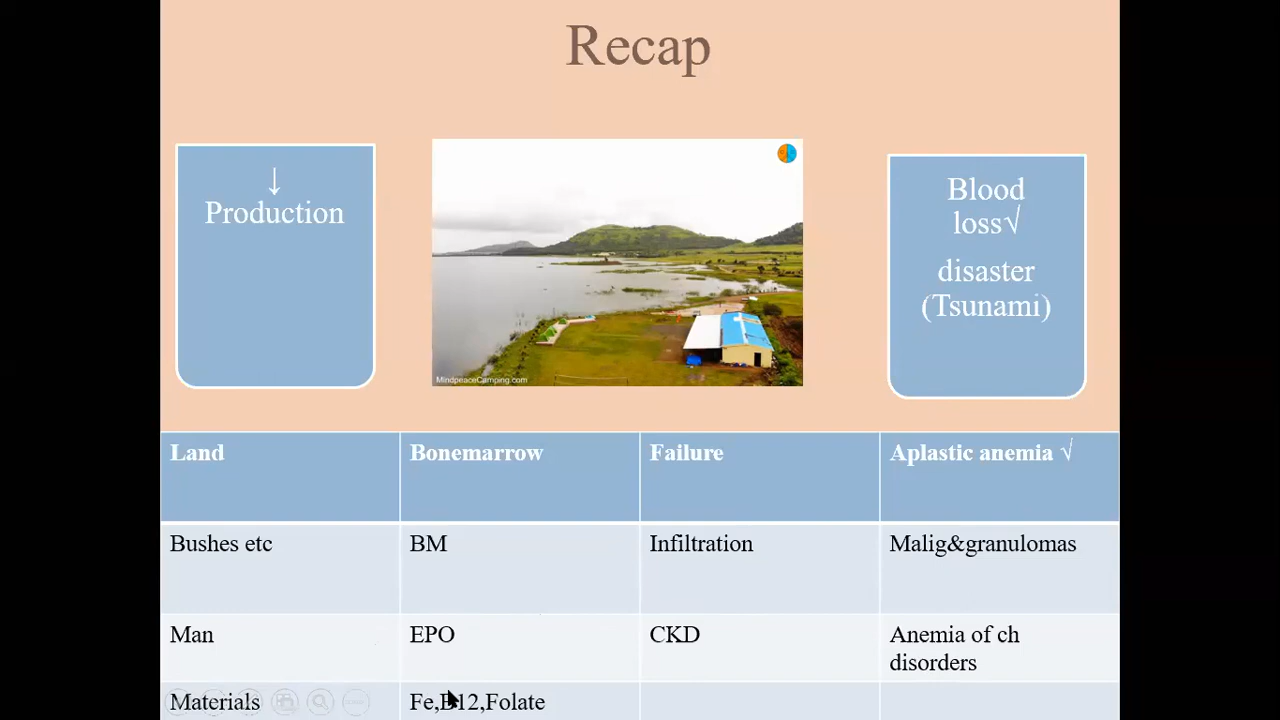 Recap
↓
Production
MindpeaceCamping.com
Blood
loss√
disaster
(Tsunami)
Land Bonemarrow Failure Aplastic anemia √
Bushes etc BM Infiltration Malig&granulomas
Man EPO CKD Anemia of ch
disorders
Materials Fe,B12,Folate